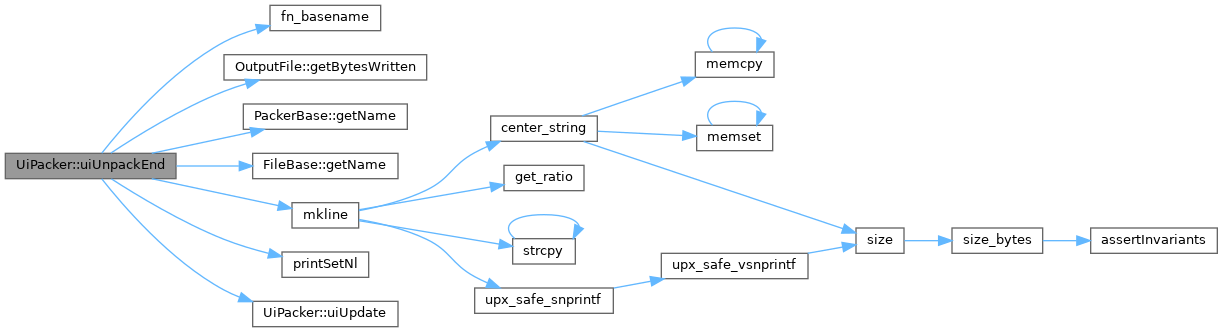 UiPacker::uiUnpackEnd
fn_basename
OutputFile::getBytesWritten
PackerBase::getName
FileBase::getName
mkline
printSetNl
UiPacker::uiUpdate
center_string
get_ratio
strcpy
upx_safe_snprintf
memcpy
memset
upx_safe_vsnprintf
size
size_bytes
assertInvariants